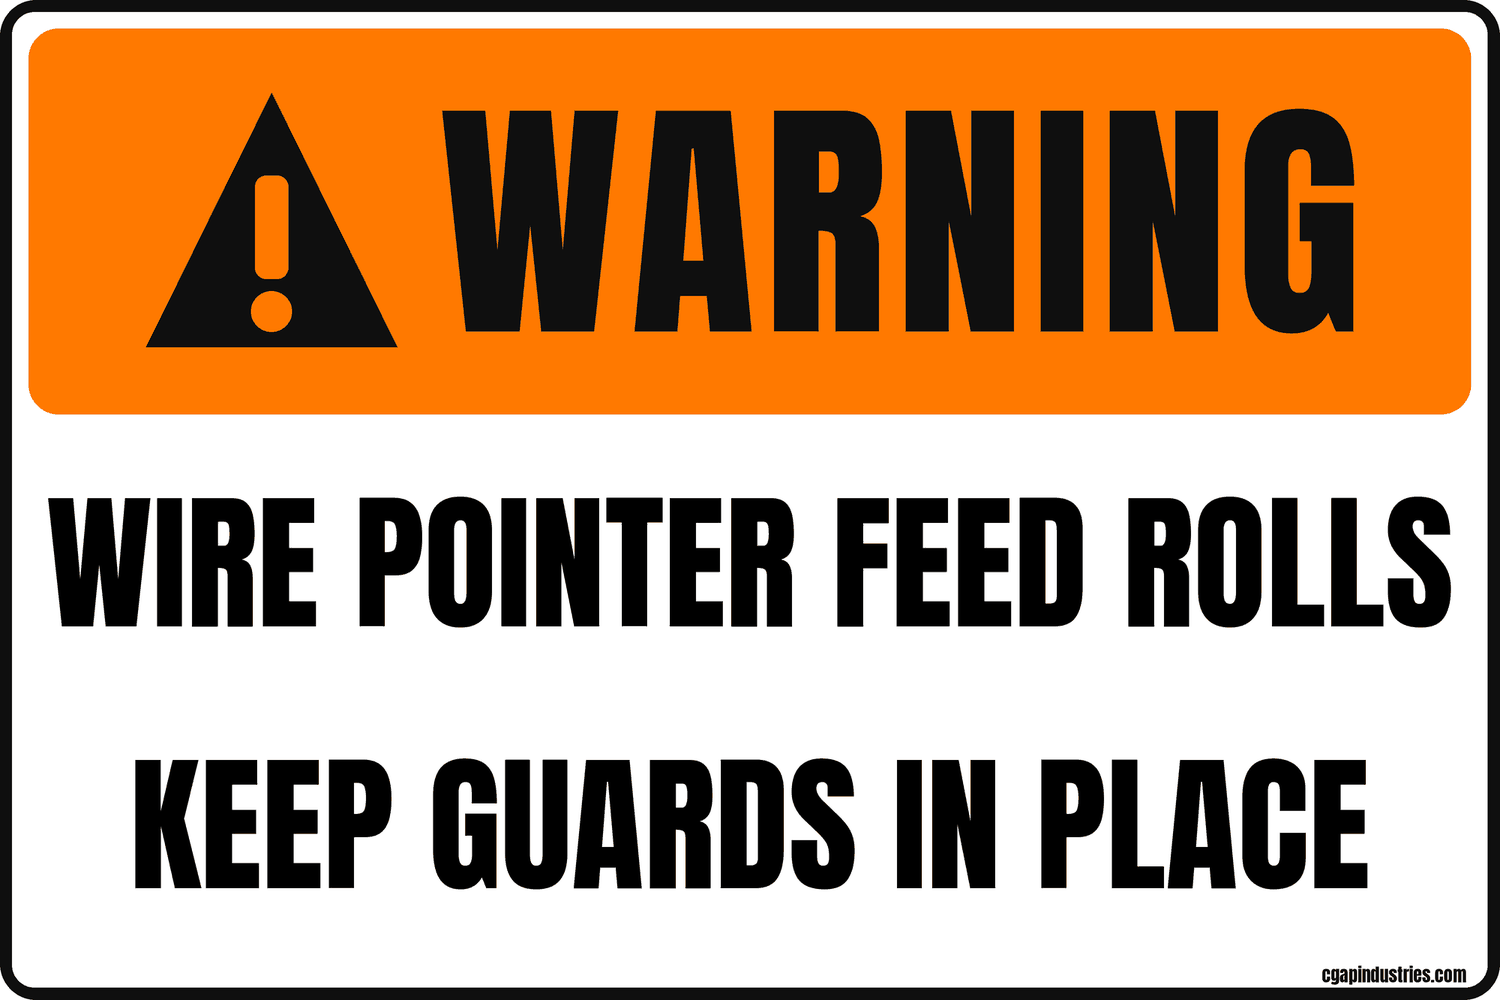 WARNING
WIRE POINTER FEED ROLLS
KEEP GUARDS IN PLACE
cgapindustries.com